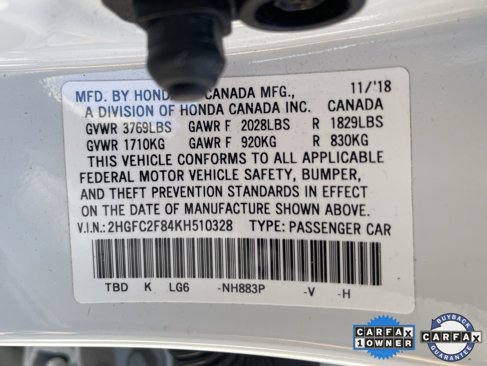 MFD. BY HONDA CANADA MFG., 11/'18
A DIVISION OF HONDA CANADA INC. CANADA
GVWR 3769LBS GAWR F 2028LBS R 1829LBS
GVWR 1710KG GAWR F 920KG R 830KG
THIS VEHICLE CONFORMS TO ALL APPLICABLE
FEDERAL MOTOR VEHICLE SAFETY, BUMPER,
AND THEFT PREVENTION STANDARDS IN EFFECT
ON THE DATE OF MANUFACTURE SHOWN ABOVE.
V.I.N.: 2HGFC2F84KH510328 TYPE: PASSENGER CAR
TBD K LG6 -NH883P -V -H
CARFAX
1 OWNER
BUYBACK
CARFAX
GUARANTEE